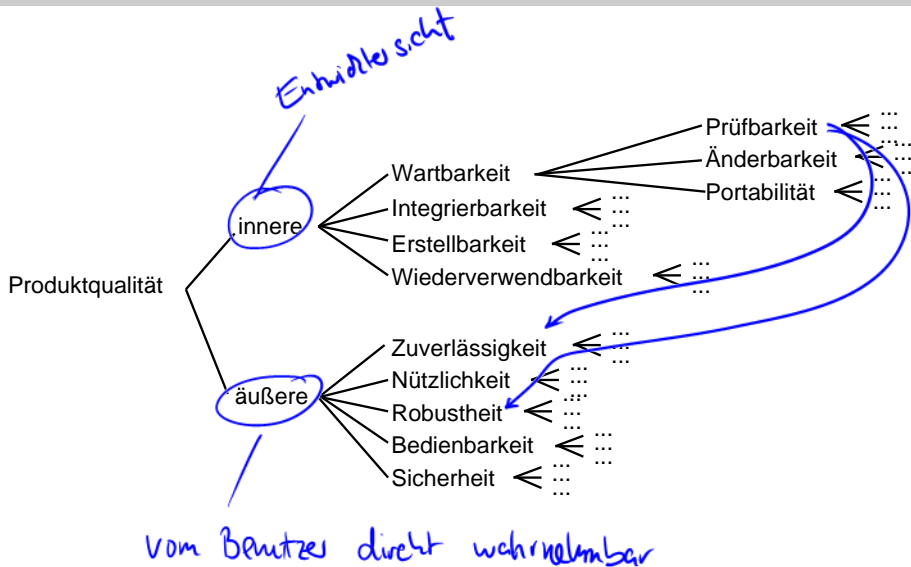 Entwicklersicht
Prüfbarkeit ...
Änderbarkeit ...
Wartbarkeit
Portabilität ...
innere
Integrierbarkeit ...
Erstellbarkeit ...
Wiederverwendbarkeit ...
Produktqualität
Zuverlässigkeit ...
Nützlichkeit ...
äußere
Robustheit ...
Bedienbarkeit ...
Sicherheit ...
vom Benutzer direkt wahrnehmbar